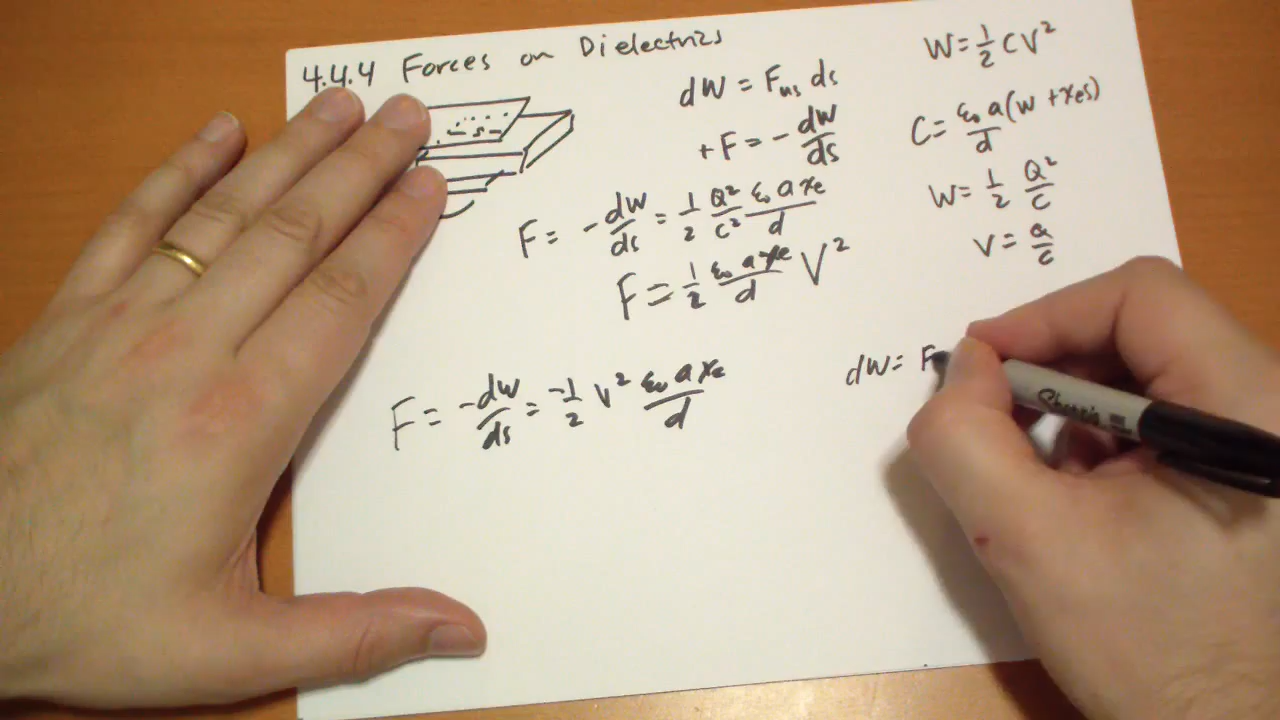 4.4.4 Forces on Dielectrics
dW = F_us ds
+F = - dW/ds
F = - dW/ds = 1/2 Q²/C² ε₀ a χe/d
F = 1/2 ε₀ a χe/d V²
W = 1/2 C V²
C = ε₀ a/d (w + χe s)
W = 1/2 Q²/C
V = Q/C
F = - dW/ds = -1/2 V² ε₀ a χe/d
dW = F
Sharpie